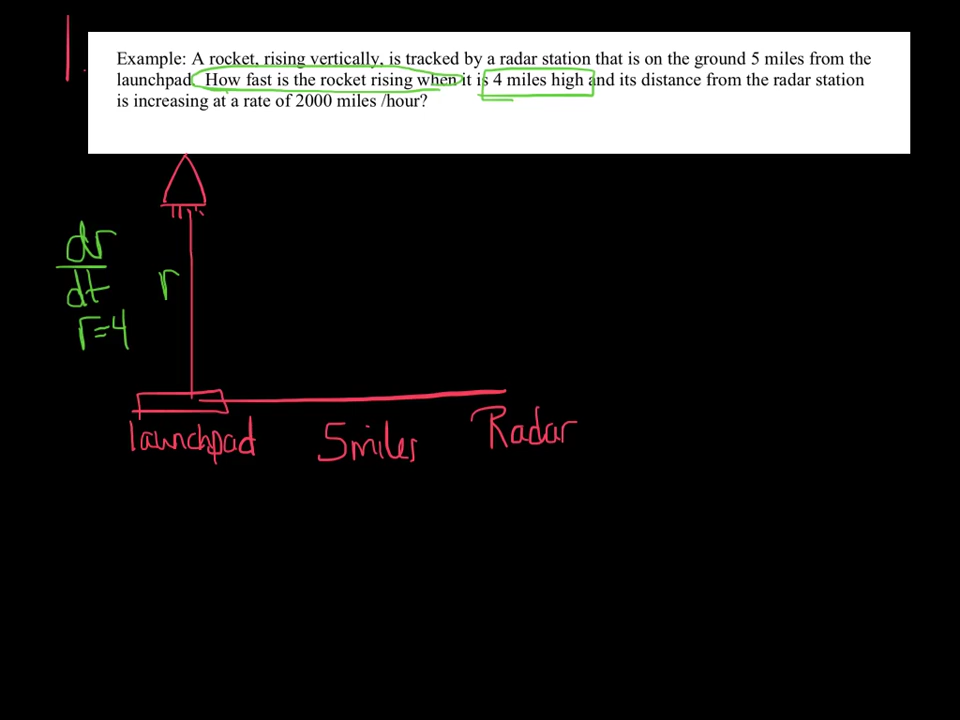 1.
Example: A rocket, rising vertically, is tracked by a radar station that is on the ground 5 miles from the
launchpad. How fast is the rocket rising when it is 4 miles high and its distance from the radar station
is increasing at a rate of 2000 miles /hour?
dr
dt
r
r=4
launchpad 5miles Radar